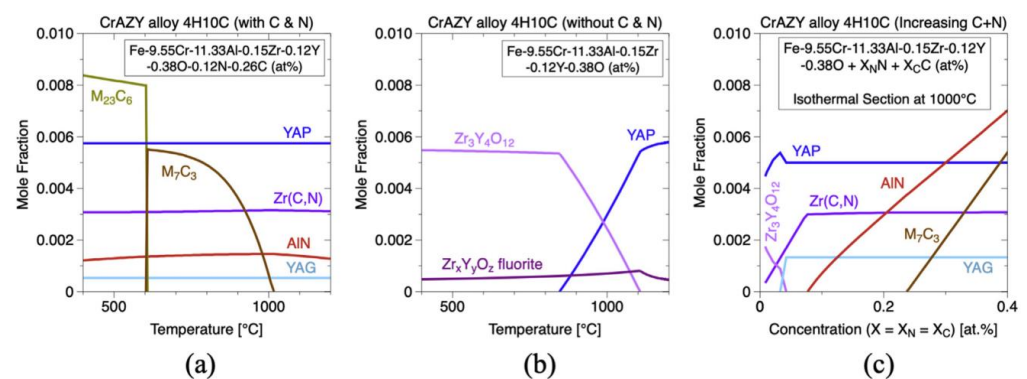 CrAZY alloy 4H10C (with C & N)
0.010
0.008
0.006
0.004
0.002
0
Mole Fraction
Fe-9.55Cr-11.33Al-0.15Zr-0.12Y
-0.38O-0.12N-0.26C (at%)
M23C6
YAP
M7C3
Zr(C,N)
AlN
YAG
500
1000
Temperature [°C]
(a)
CrAZY alloy 4H10C (without C & N)
0.010
0.008
0.006
0.004
0.002
0
Mole Fraction
Fe-9.55Cr-11.33Al-0.15Zr
-0.12Y-0.38O (at%)
Zr3Y4O12
YAP
ZrxYyOz fluorite
500
1000
Temperature [°C]
(b)
CrAZY alloy 4H10C (Increasing C+N)
0.010
0.008
0.006
0.004
0.002
0
Mole Fraction
Fe-9.55Cr-11.33Al-0.15Zr-0.12Y
-0.38O + XNN + XCC (at%)
Isothermal Section at 1000°C
YAP
AlN
Zr(C,N)
Zr3Y4O12
M7C3
YAG
0
0.2
0.4
Concentration (X = XN = XC) [at.%]
(c)